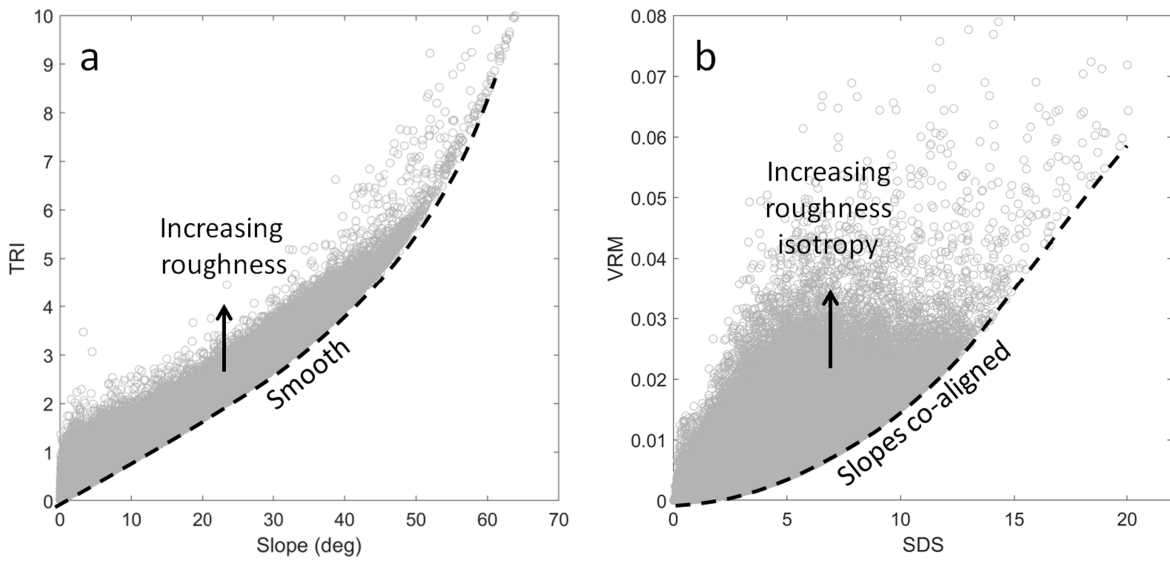 a
10
9
8
7
6
5
4
3
2
1
0
TRI
Increasing
roughness
Smooth
0
10
20
30
40
50
60
70
Slope (deg)
b
0.08
0.07
0.06
0.05
0.04
0.03
0.02
0.01
0
VRM
Increasing
roughness
isotropy
Slopes co-aligned
0
5
10
15
20
SDS